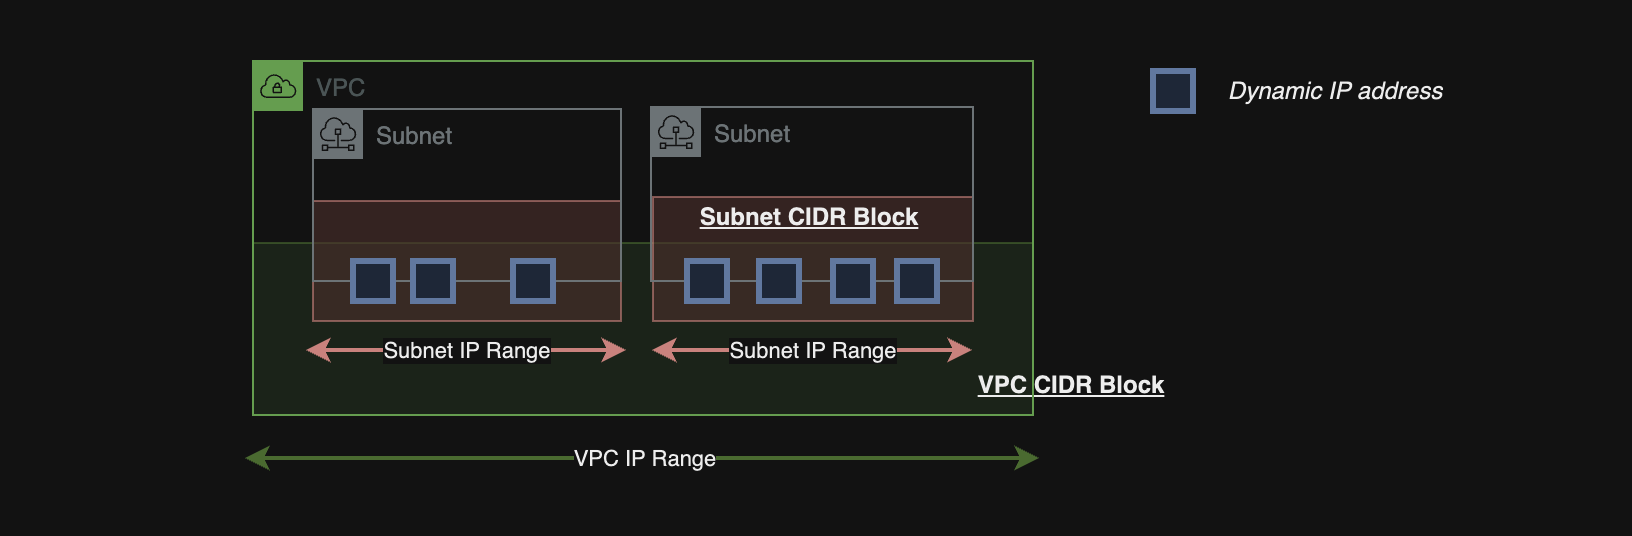 VPC
Dynamic IP address
Subnet
Subnet
Subnet CIDR Block
Subnet IP Range
Subnet IP Range
VPC CIDR Block
VPC IP Range